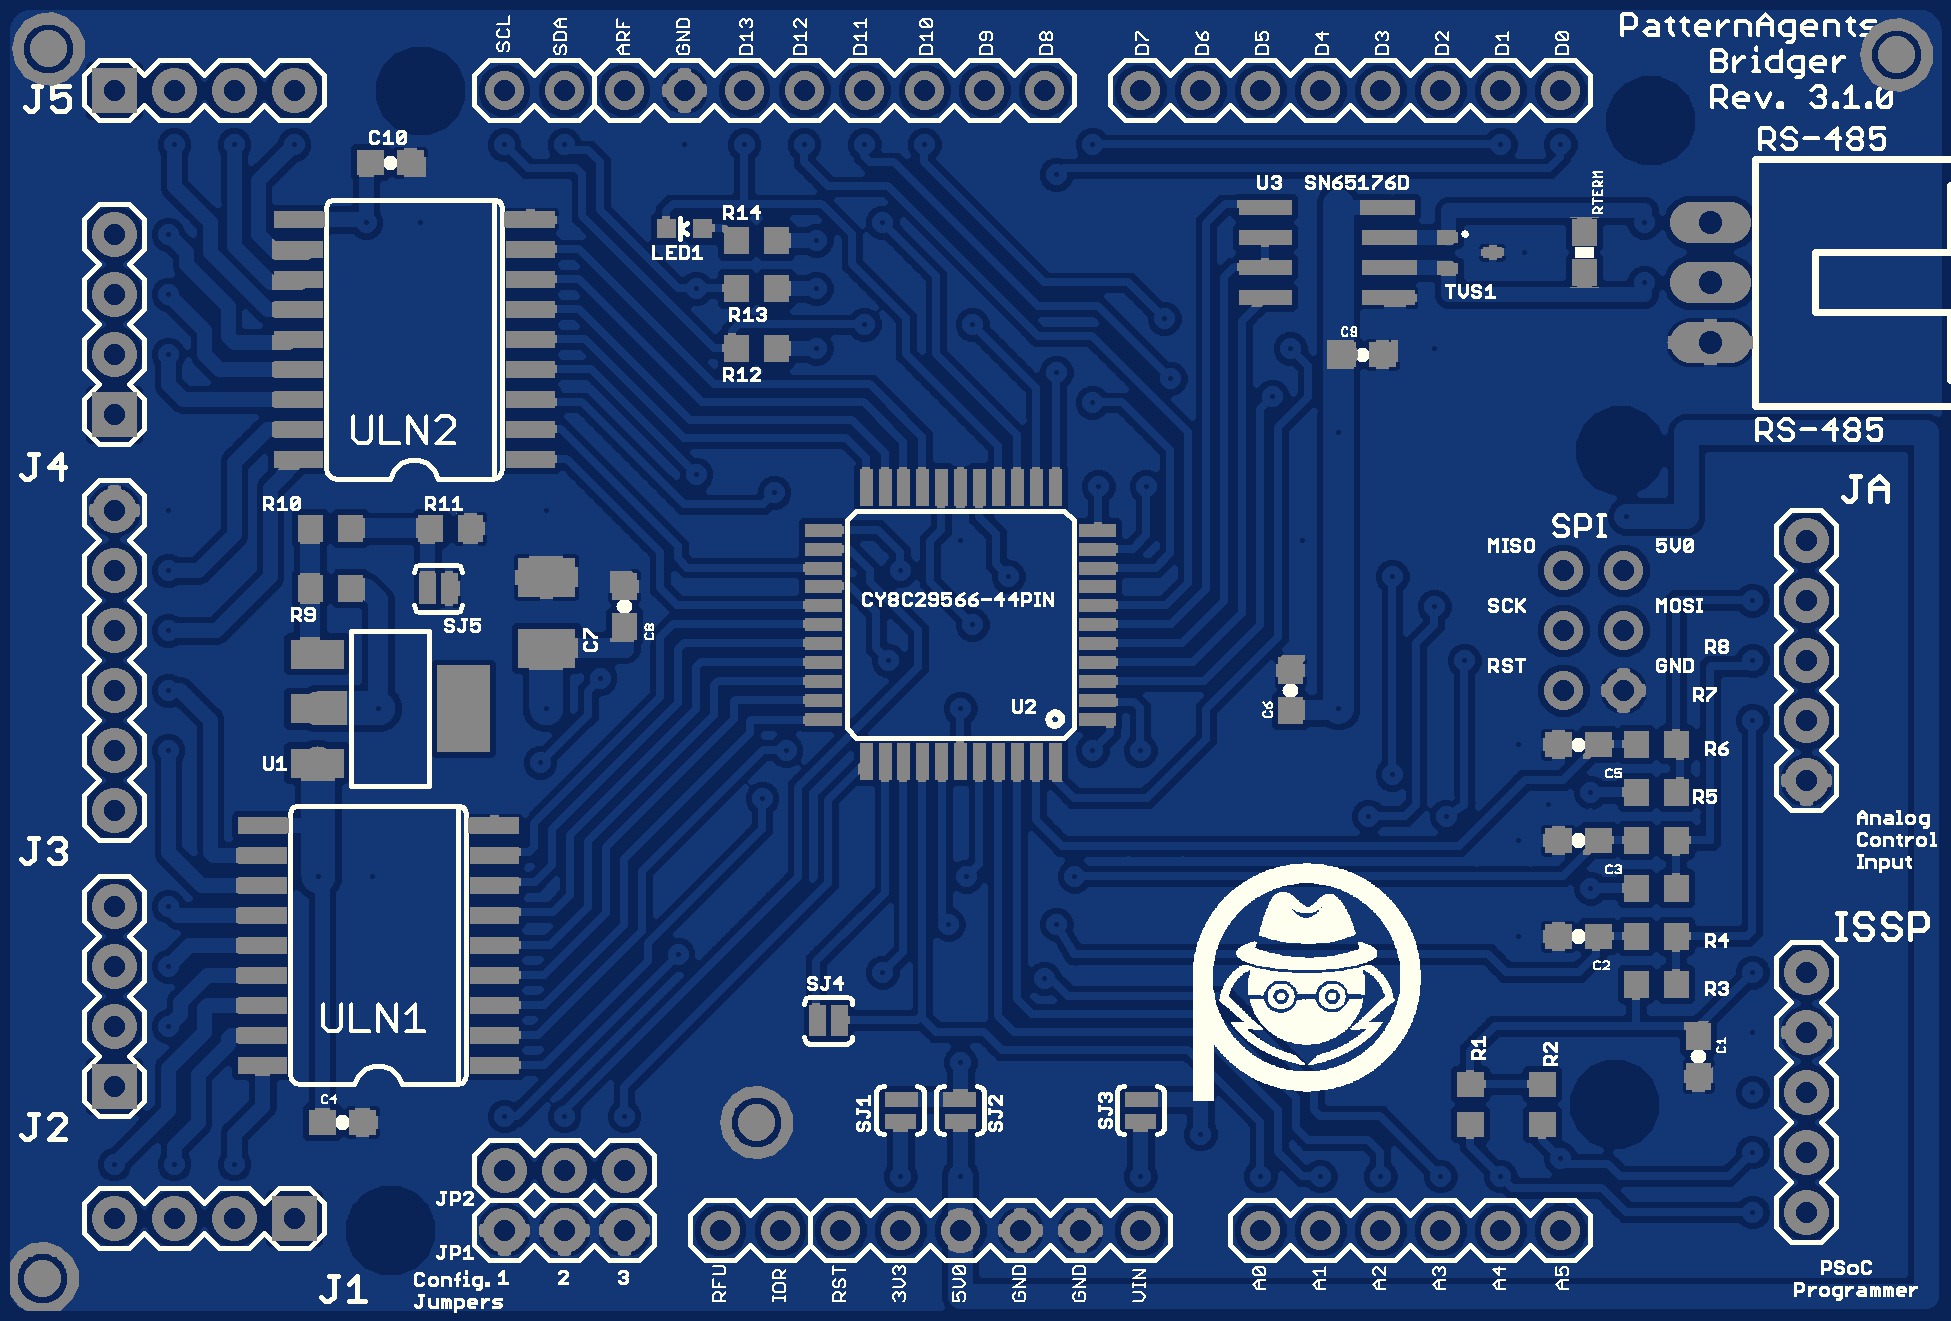 SCL
SDA
ARF
GND
D13
D12
D11
D10
D9
D8
D7
D6
D5
D4
D3
D2
D1
D0
PatternAgents
Bridger
Rev. 3.1.0
J5
C10
RS-485
U3 SN65176D
RTERM
R14
LED1
TVS1
R13
C9
R12
ULN2
RS-485
J4
JA
R10
R11
SPI
MISO
5V0
CY8C29566-44PIN
SCK
MOSI
R9
SJ5
C7
C8
R8
RST
GND
R7
U2
C6
U1
R6
C5
R5
Analog
Control
Input
J3
C3
ISSP
R4
C2
SJ4
R3
ULN1
R1
R2
C1
C4
SJ1
SJ2
SJ3
J2
JP2
JP1
J1
Config. 1 2 3
Jumpers
RFU
IOR
RST
3V3
5V0
GND
GND
VIN
A0
A1
A2
A3
A4
A5
PSoC
Programmer